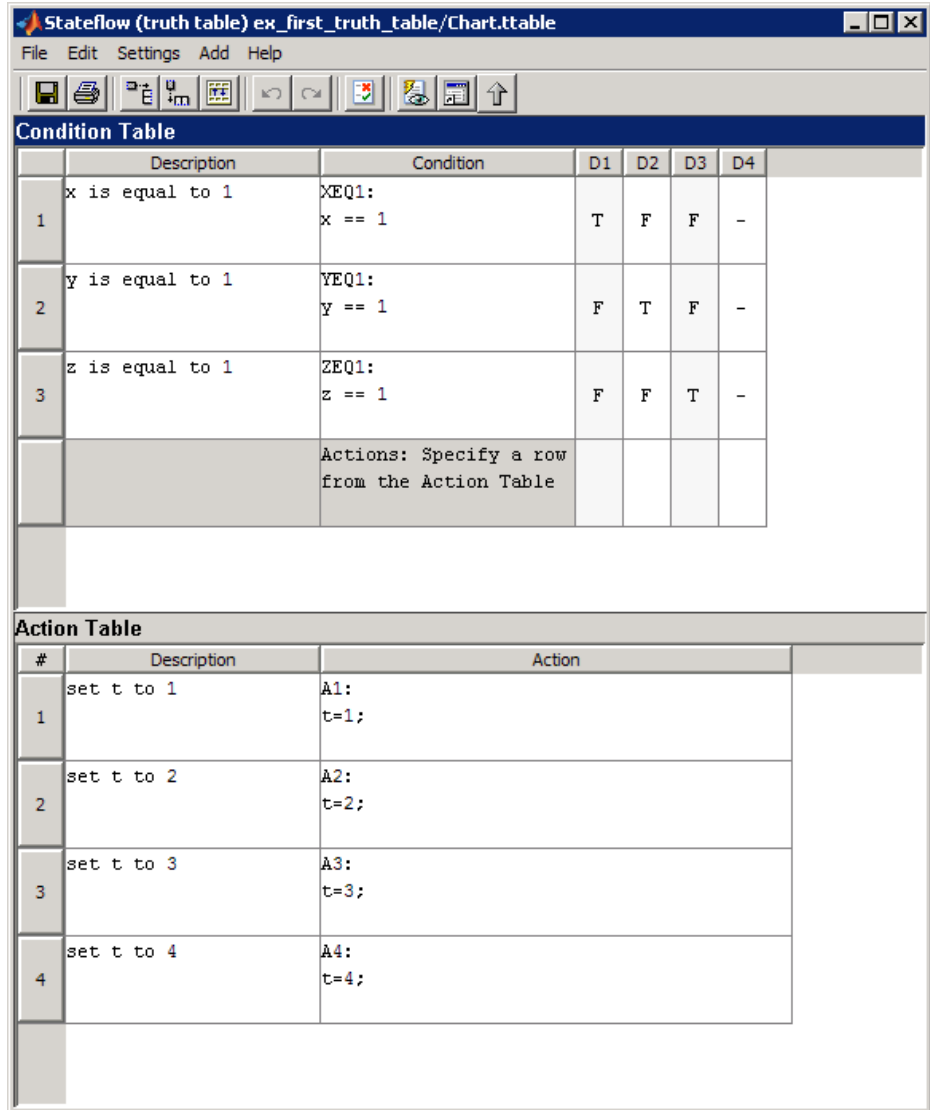 Stateflow (truth table) ex_first_truth_table/Chart.ttable
File Edit Settings Add Help
Condition Table
Description Condition D1 D2 D3 D4
x is equal to 1 XEQ1:
1 x == 1 T F F -
y is equal to 1 YEQ1:
2 y == 1 F T F -
z is equal to 1 ZEQ1:
3 z == 1 F F T -
Actions: Specify a row
from the Action Table
Action Table
# Description Action
set t to 1 A1:
1 t=1;
set t to 2 A2:
2 t=2;
set t to 3 A3:
3 t=3;
set t to 4 A4:
4 t=4;